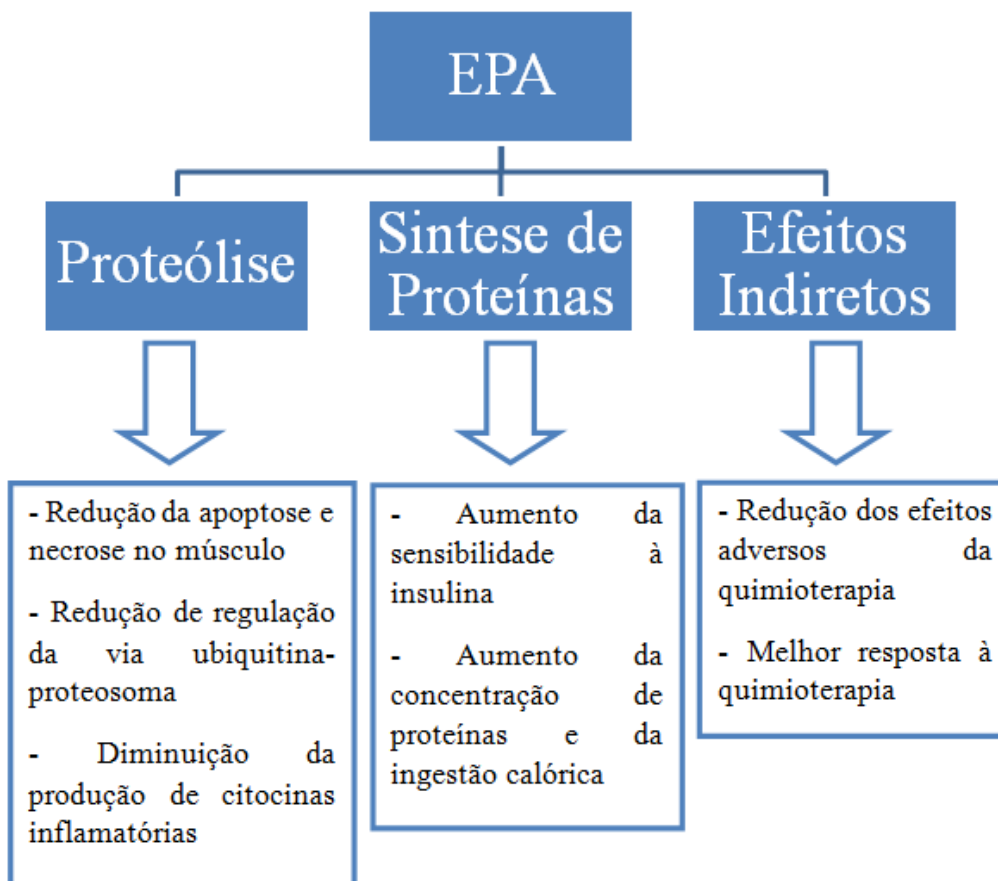 EPA
Proteólise
Sintese de
Proteínas
Efeitos
Indiretos
- Redução da apoptose e
necrose no músculo
- Redução de regulação
da via ubiquitina-
proteosoma
- Diminuição da
produção de citocinas
inflamatórias
- Aumento da
sensibilidade à
insulina
- Aumento da
concentração de
proteínas e da
ingestão calórica
- Redução dos efeitos
adversos da
quimioterapia
- Melhor resposta à
quimioterapia